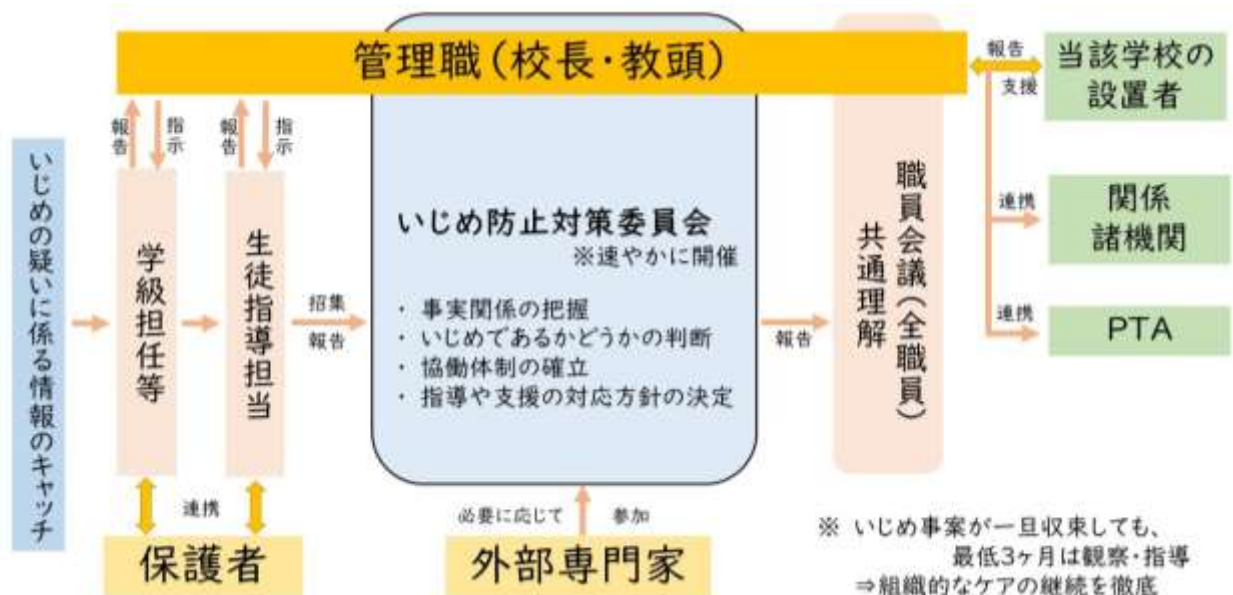 管理職(校長・教頭)
報告
支援
当該学校の
設置者
報告
指示
報告
指示
いじめの疑いに係る情報のキャッチ
学級担任等
生徒指導担当
招集
報告
いじめ防止対策委員会
※速やかに開催
・ 事実関係の把握
・ いじめであるかどうかの判断
・ 協働体制の確立
・ 指導や支援の対応方針の決定
報告
職員会議(全職員)
共通理解
連携
関係
諸機関
連携
PTA
連携
保護者
必要に応じて
参加
外部専門家
※ いじめ事案が一旦収束しても、
最低3ヶ月は観察・指導
⇒組織的なケアの継続を徹底